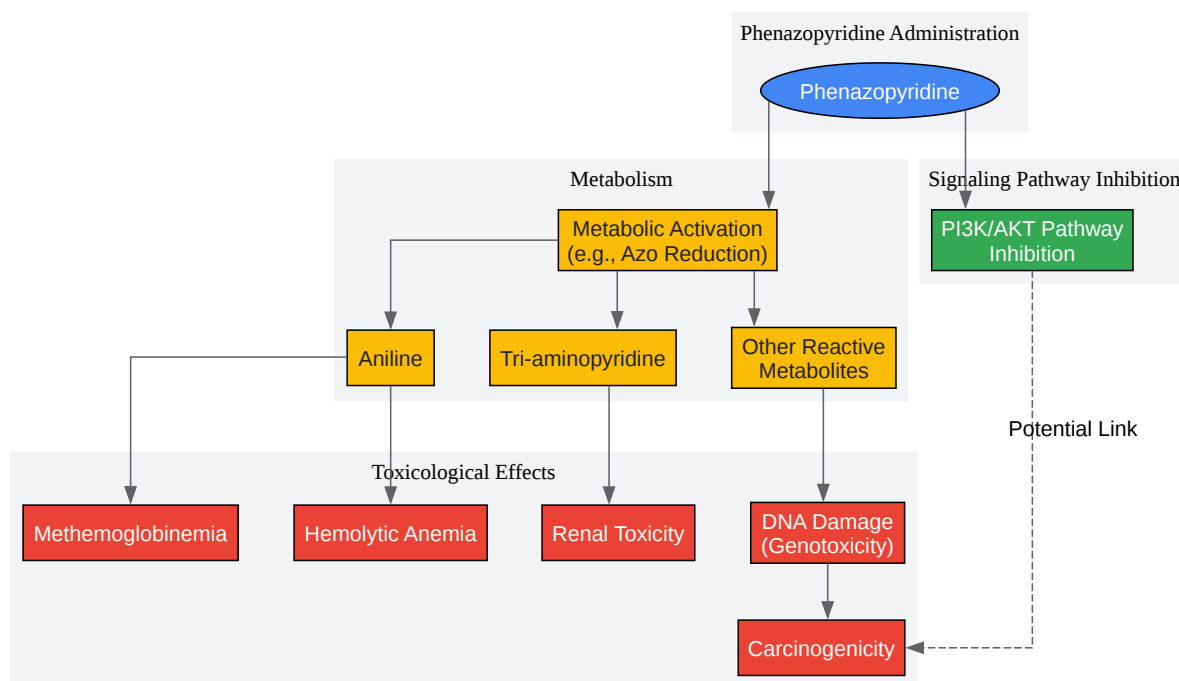 Phenazopyridine Administration
Phenazopyridine
Metabolism
Signaling Pathway Inhibition
Metabolic Activation
(e.g., Azo Reduction)
PI3K/AKT Pathway
Inhibition
Aniline
Tri-aminopyridine
Other Reactive
Metabolites
Potential Link
Toxicological Effects
Methemoglobinemia
Hemolytic Anemia
Renal Toxicity
DNA Damage
(Genotoxicity)
Carcinogenicity